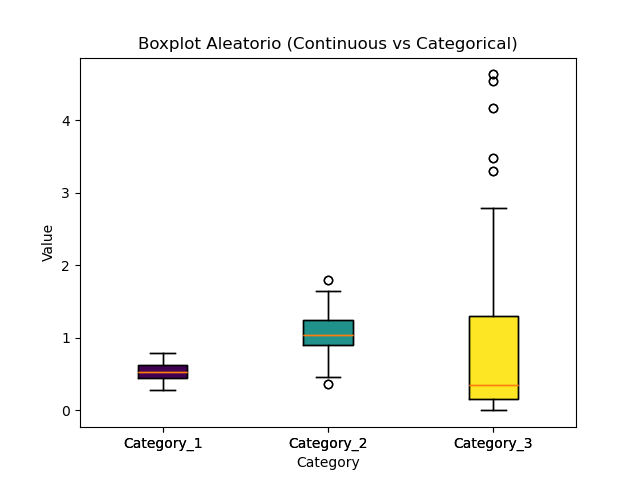 Boxplot Aleatorio (Continuous vs Categorical)
Value
4
3
2
1
0
Category_1 Category_2 Category_3
Category